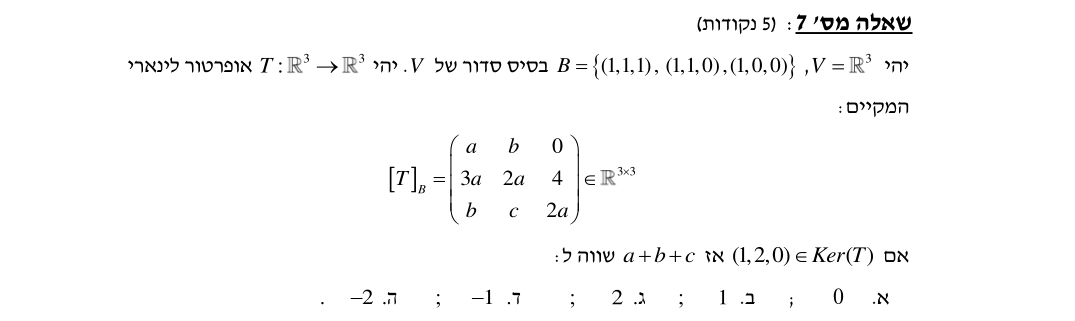 שאלה מס׳ 7 : (5 נקודות)
יהי V = ℝ³, B = {(1,1,1), (1,1,0), (1,0,0)} בסיס סדור של V. יהי T : ℝ³ → ℝ³ אופרטור לינארי
המקיים:
[T]_B = ( a b 0
3a 2a 4
b c 2a ) ∈ ℝ^{3×3}
אם (1,2,0) ∈ Ker(T) אז a + b + c שווה ל:
א. 0 ; ב. 1 ; ג. 2 ; ד. −1 ; ה. −2 .